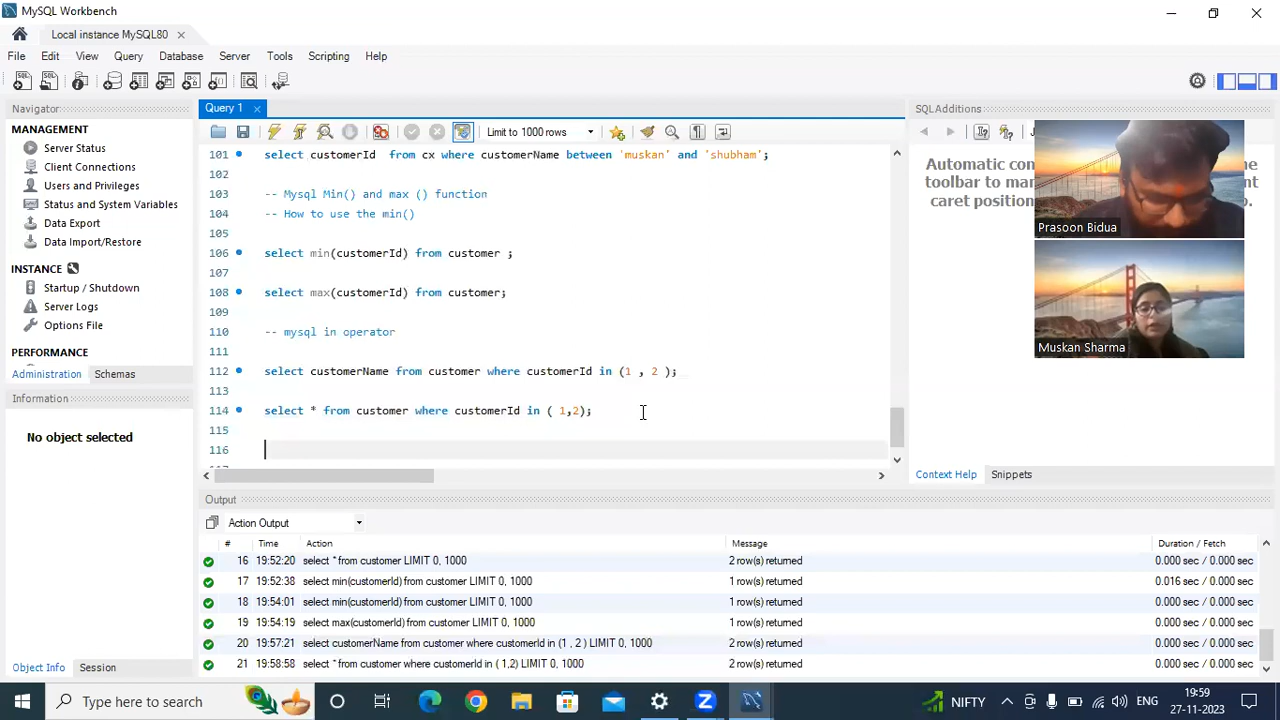 MySQL Workbench
Local instance MySQL80
File Edit View Query Database Server Tools Scripting Help
Navigator
MANAGEMENT
Server Status
Client Connections
Users and Privileges
Status and System Variables
Data Export
Data Import/Restore
INSTANCE
Startup / Shutdown
Server Logs
Options File
PERFORMANCE
Administration Schemas
Information
No object selected
Object Info Session
Query 1
Limit to 1000 rows
101 select customerId from cx where customerName between 'muskan' and 'shubham';
102
103 -- Mysql Min() and max () function
104 -- How to use the min()
105
106 select min(customerId) from customer ;
107
108 select max(customerId) from customer;
109
110 -- mysql in operator
111
112 select customerName from customer where customerId in (1 , 2 );
113
114 select * from customer where customerId in ( 1,2);
115
116
SQLAdditions
Automatic con
toolbar to mar
caret position
Prasoon Bidua
Muskan Sharma
Context Help Snippets
Output
Action Output
# Time Action Message Duration / Fetch
16 19:52:20 select * from customer LIMIT 0, 1000 2 row(s) returned 0.000 sec / 0.000 sec
17 19:52:38 select min(customerId) from customer LIMIT 0, 1000 1 row(s) returned 0.016 sec / 0.000 sec
18 19:54:01 select min(customerId) from customer LIMIT 0, 1000 1 row(s) returned 0.000 sec / 0.000 sec
19 19:54:19 select max(customerId) from customer LIMIT 0, 1000 1 row(s) returned 0.000 sec / 0.000 sec
20 19:57:21 select customerName from customer where customerId in (1 , 2 ) LIMIT 0, 1000 2 row(s) returned 0.000 sec / 0.000 sec
21 19:58:58 select * from customer where customerId in ( 1,2) LIMIT 0, 1000 2 row(s) returned 0.000 sec / 0.000 sec
Type here to search
NIFTY
ENG
19:59
27-11-2023